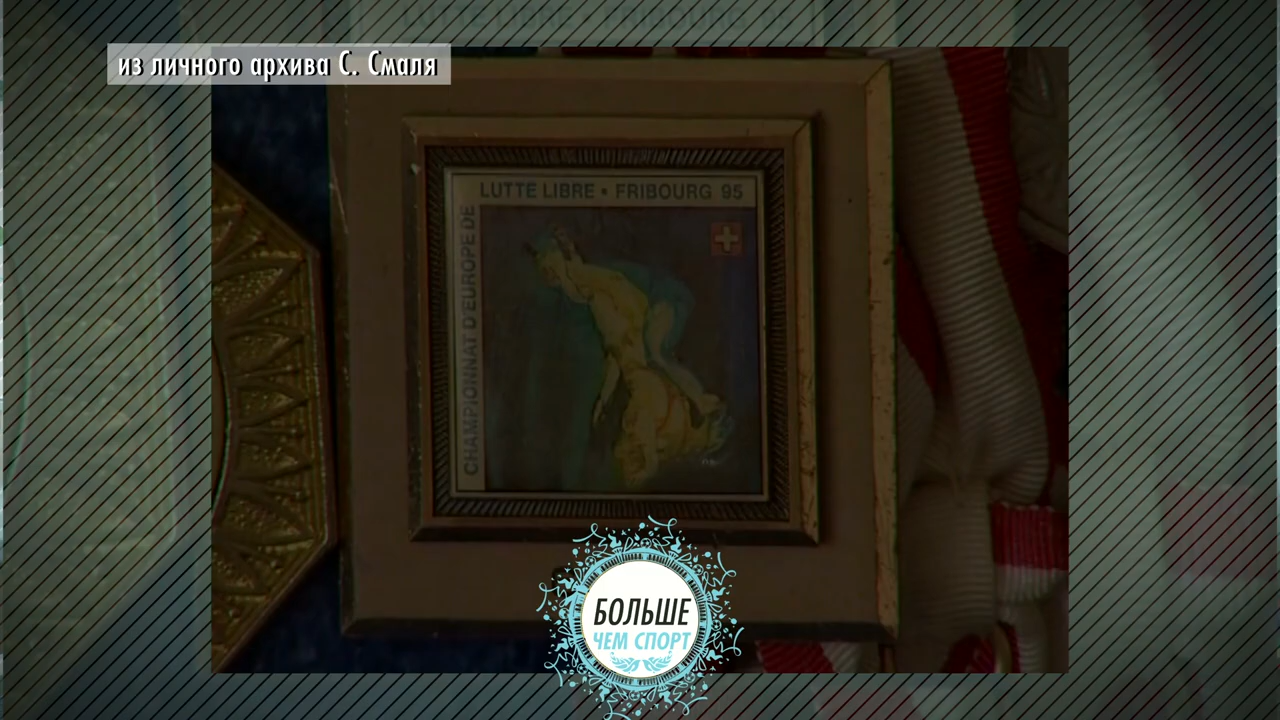 из личного архива С. Смаля
LUTTE LIBRE • FRIBOURG 95
CHAMPIONNAT D'EUROPE DE
БОЛЬШЕ
ЧЕМ СПОРТ